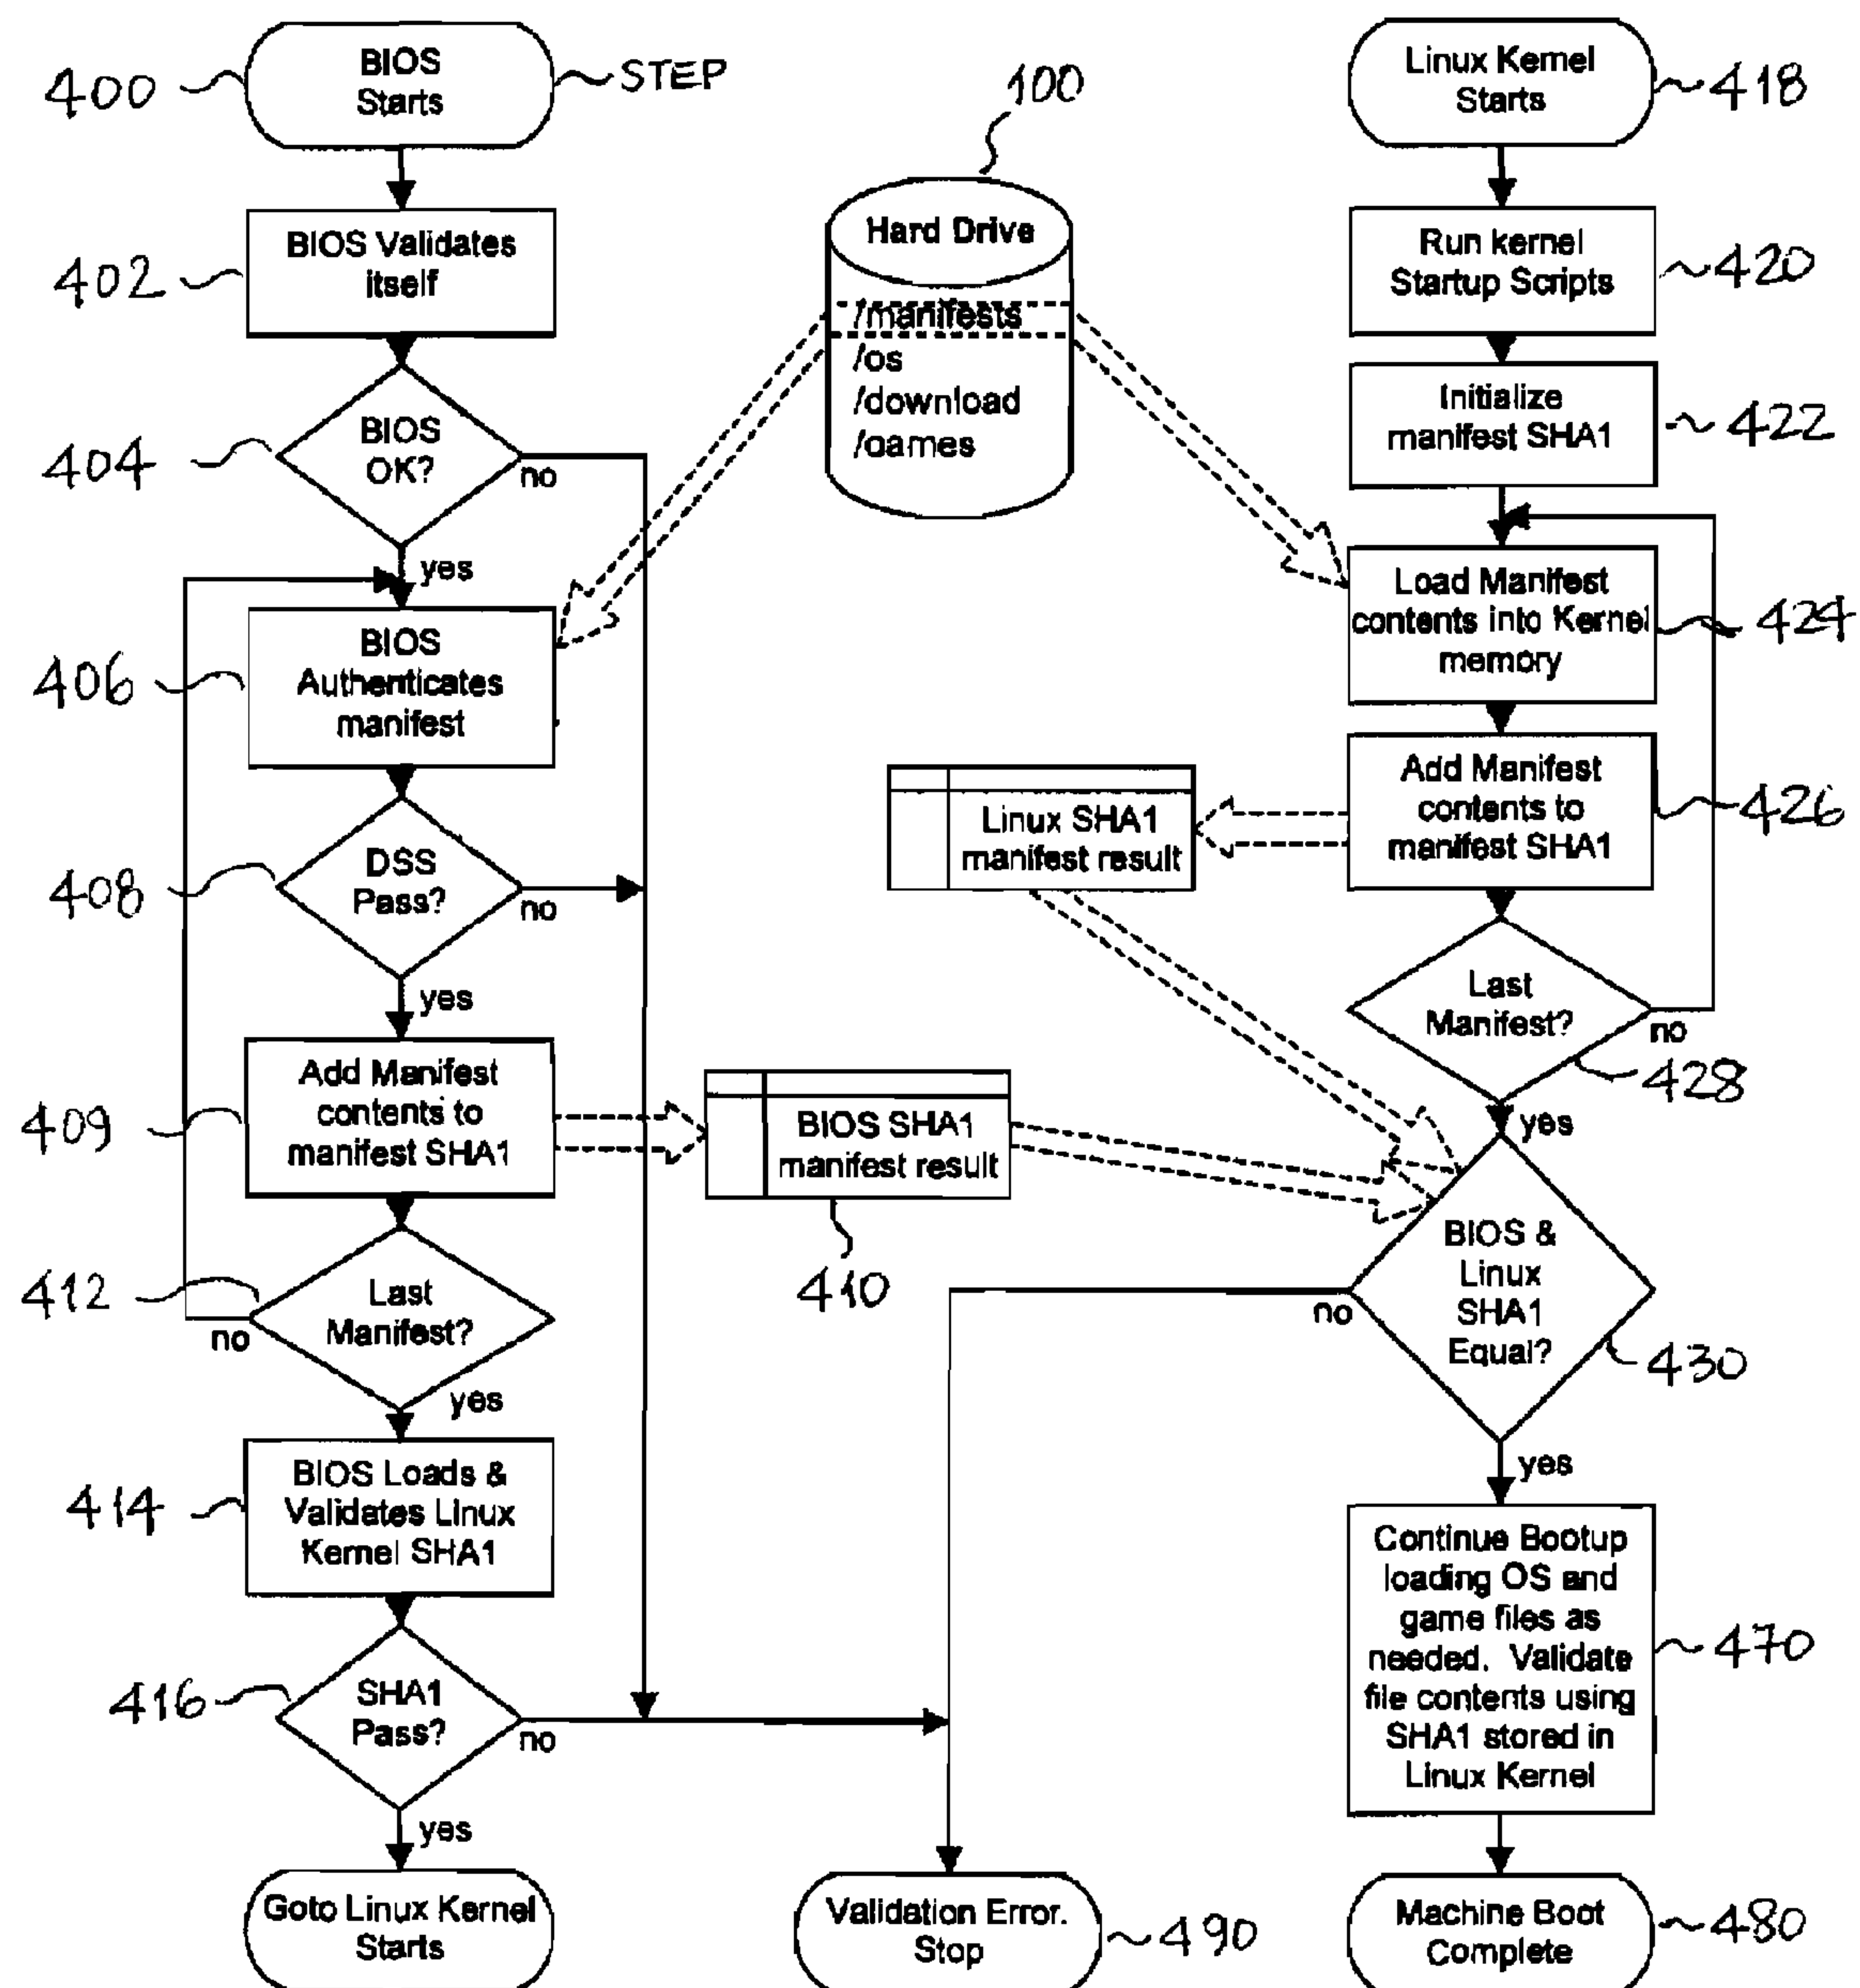 400
BIOS
Starts
STEP
402
BIOS Validates
itself
404
BIOS
OK?
no
yes
406
BIOS
Authenticates
manifest
408
DSS
Pass?
no
yes
409
Add Manifest
contents to
manifest SHA1
412
Last
Manifest?
no
yes
414
BIOS Loads &
Validates Linux
Kernel SHA1
416
SHA1
Pass?
no
yes
Goto Linux Kernel
Starts
100
Hard Drive
/manifests
/os
/download
/games
Linux SHA1
manifest result
BIOS SHA1
manifest result
410
Validation Error.
Stop
490
Linux Kernel
Starts
418
Run kernel
Startup Scripts
420
Initialize
manifest SHA1
422
Load Manifest
contents into Kernel
memory
424
Add Manifest
contents to
manifest SHA1
426
Last
Manifest?
no
428
yes
BIOS &
Linux
SHA1
Equal?
no
430
yes
Continue Bootup
loading OS and
game files as
needed. Validate
file contents using
SHA1 stored in
Linux Kernel
470
Machine Boot
Complete
480